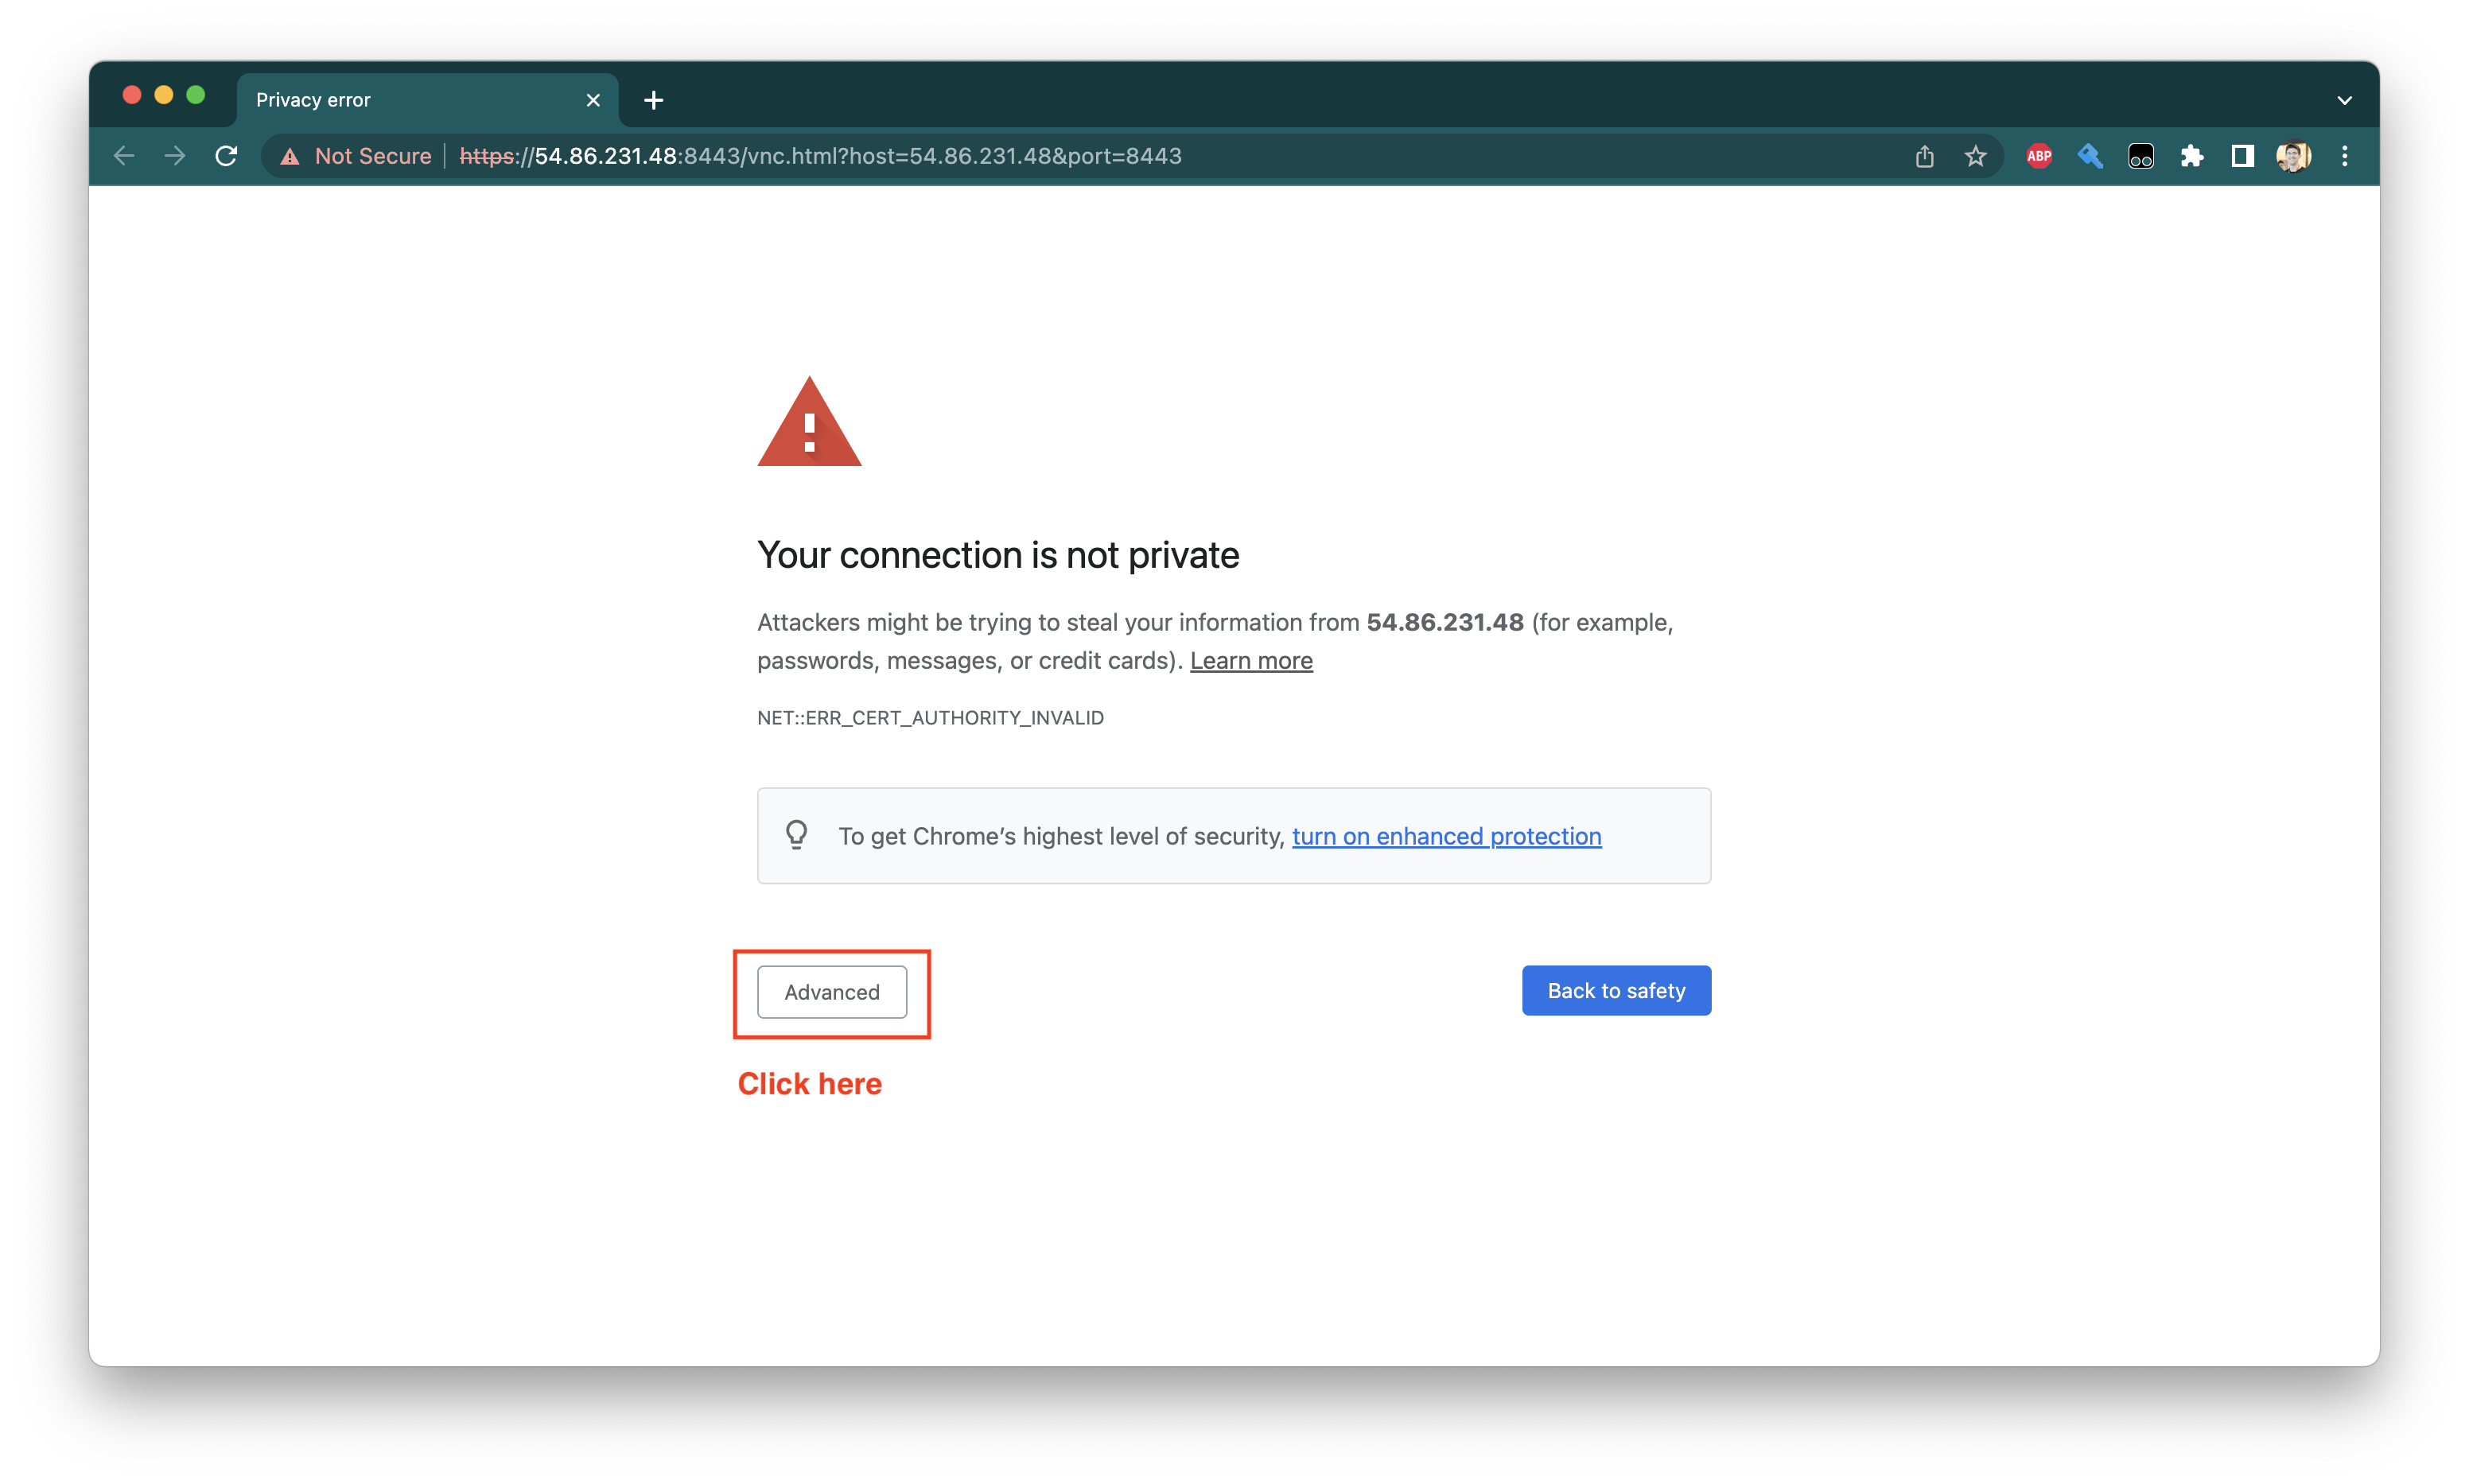 Privacy error
Not Secure https://54.86.231.48:8443/vnc.html?host=54.86.231.48&port=8443
ABP
Your connection is not private
Attackers might be trying to steal your information from 54.86.231.48 (for example,
passwords, messages, or credit cards). Learn more
NET::ERR_CERT_AUTHORITY_INVALID
To get Chrome’s highest level of security, turn on enhanced protection
Advanced
Back to safety
Click here